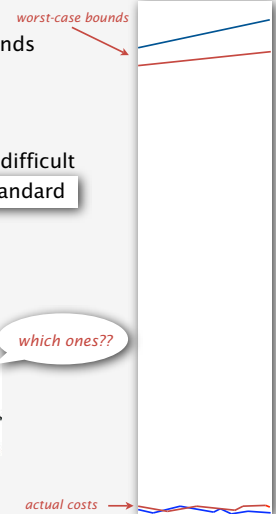 worst-case bounds
nds
difficult
andard
which ones??
actual costs